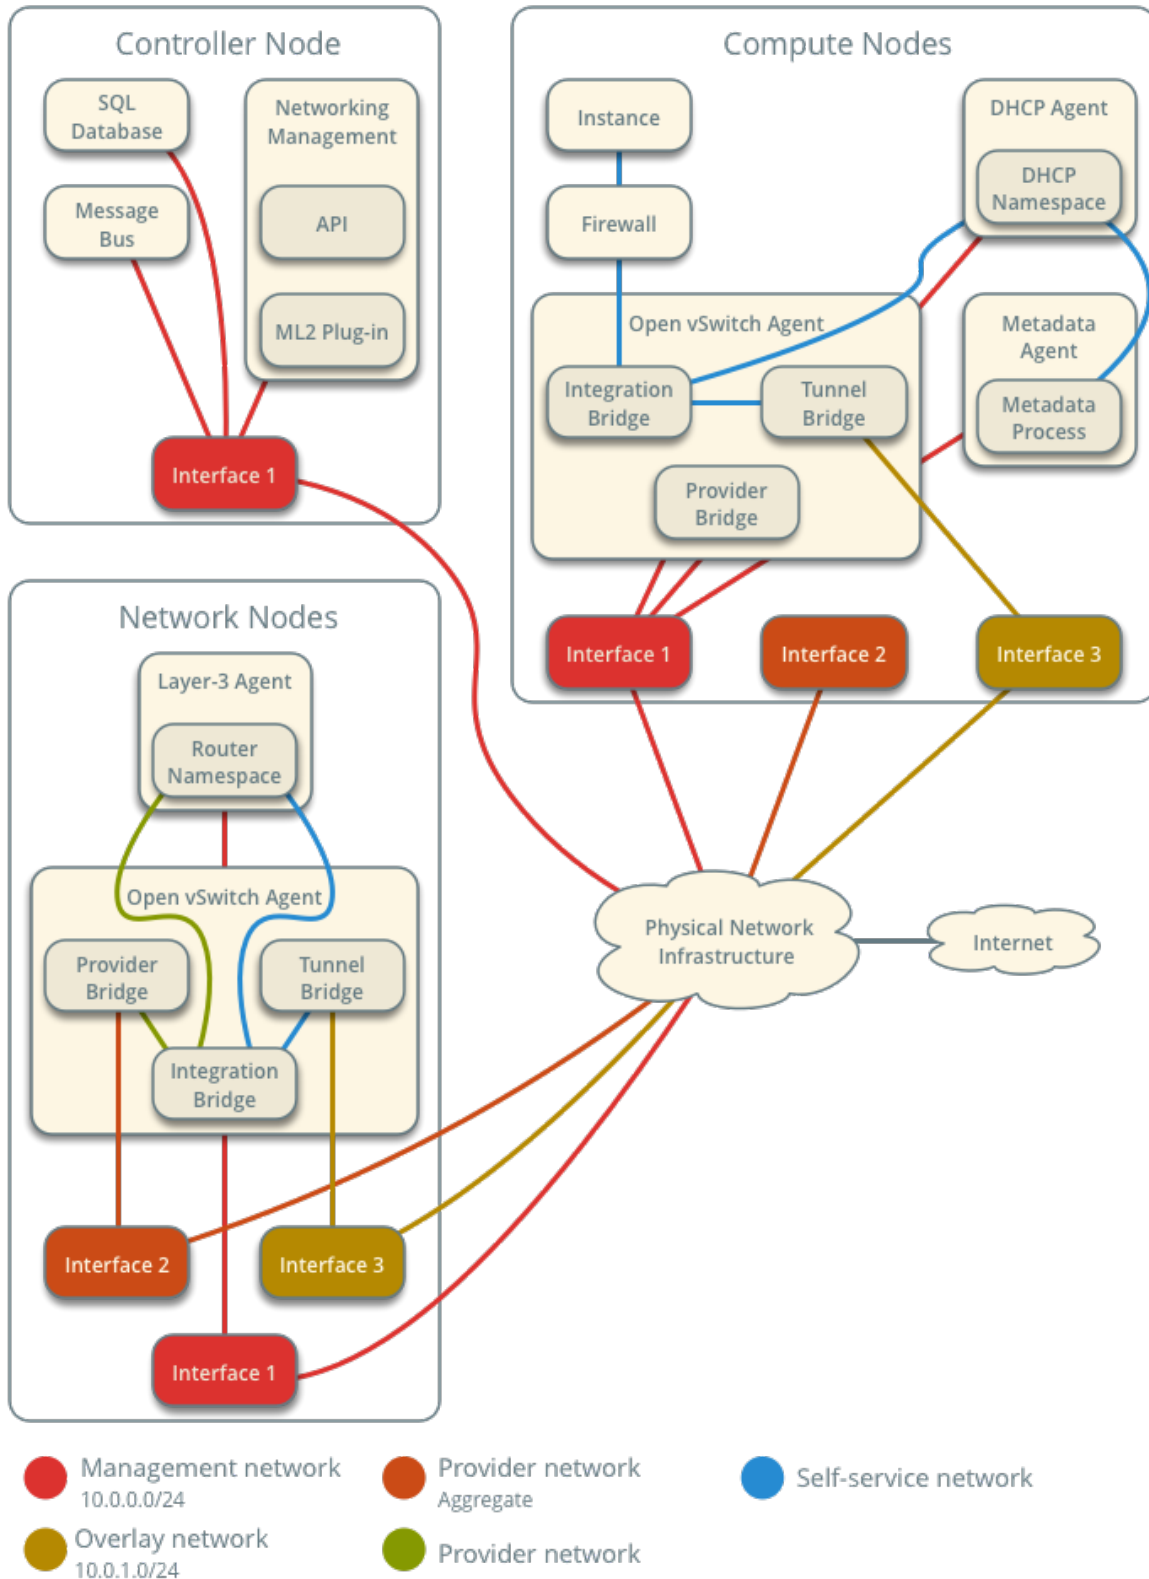 Controller Node
SQL
Database
Networking
Management
Message
Bus
API
ML2 Plug-in
Interface 1
Compute Nodes
Instance
DHCP Agent
DHCP
Namespace
Firewall
Open vSwitch Agent
Metadata
Agent
Integration
Bridge
Tunnel
Bridge
Metadata
Process
Provider
Bridge
Interface 1
Interface 2
Interface 3
Network Nodes
Layer-3 Agent
Router
Namespace
Open vSwitch Agent
Provider
Bridge
Tunnel
Bridge
Integration
Bridge
Interface 2
Interface 3
Interface 1
Physical Network
Infrastructure
Internet
Management network
10.0.0.0/24
Provider network
Aggregate
Self-service network
Overlay network
10.0.1.0/24
Provider network